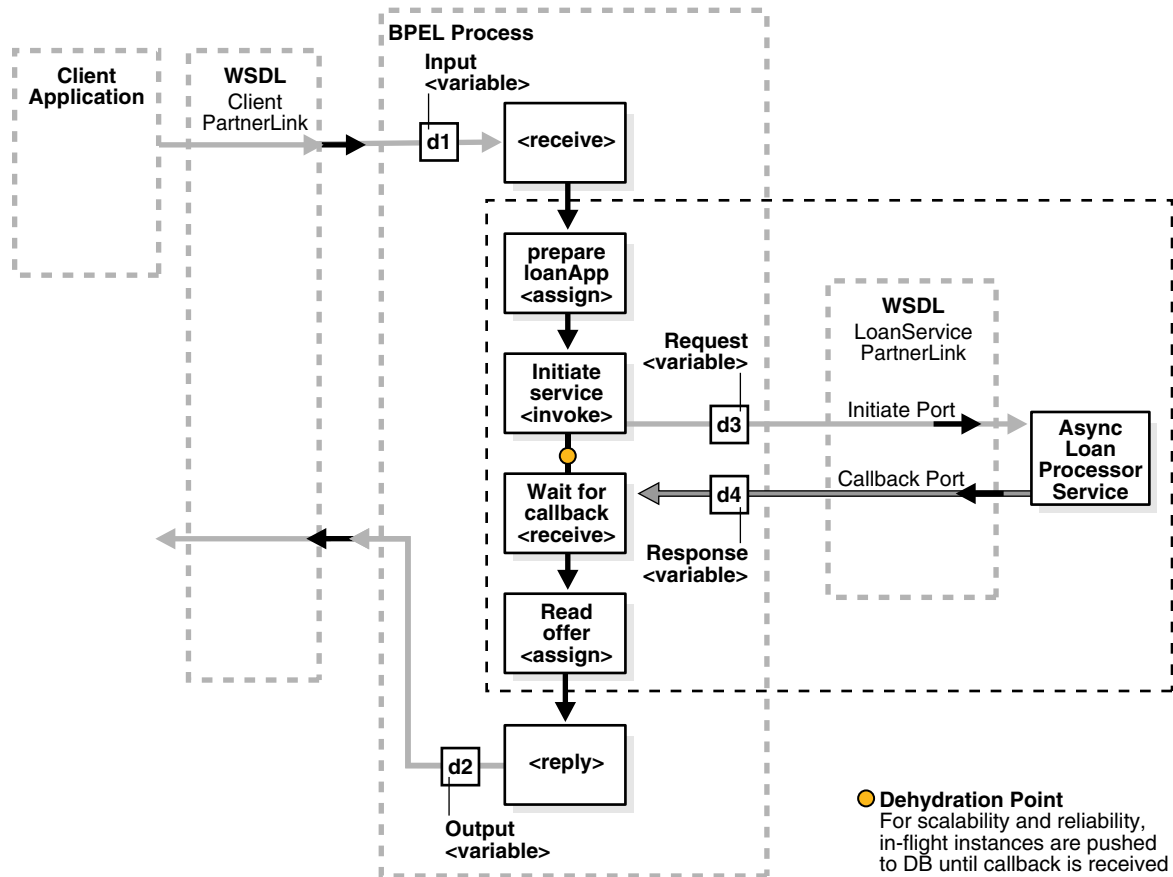 BPEL Process
Client
Application
WSDL
Client
PartnerLink
Input
<variable>
d1
<receive>
prepare
loanApp
<assign>
Initiate
service
<invoke>
Request
<variable>
d3
WSDL
LoanService
PartnerLink
Initiate Port
Async
Loan
Processor
Service
Callback Port
d4
Wait for
callback
<receive>
Response
<variable>
Read
offer
<assign>
<reply>
d2
Output
<variable>
Dehydration Point
For scalability and reliability,
in-flight instances are pushed
to DB until callback is received